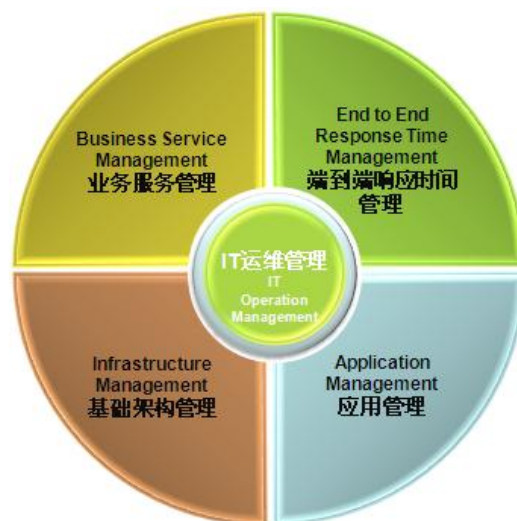 Business Service
Management
业务服务管理
End to End
Response Time
Management
端到端响应时间
管理
IT运维管理
IT
Operation
Management
Infrastructure
Management
基础架构管理
Application
Management
应用管理